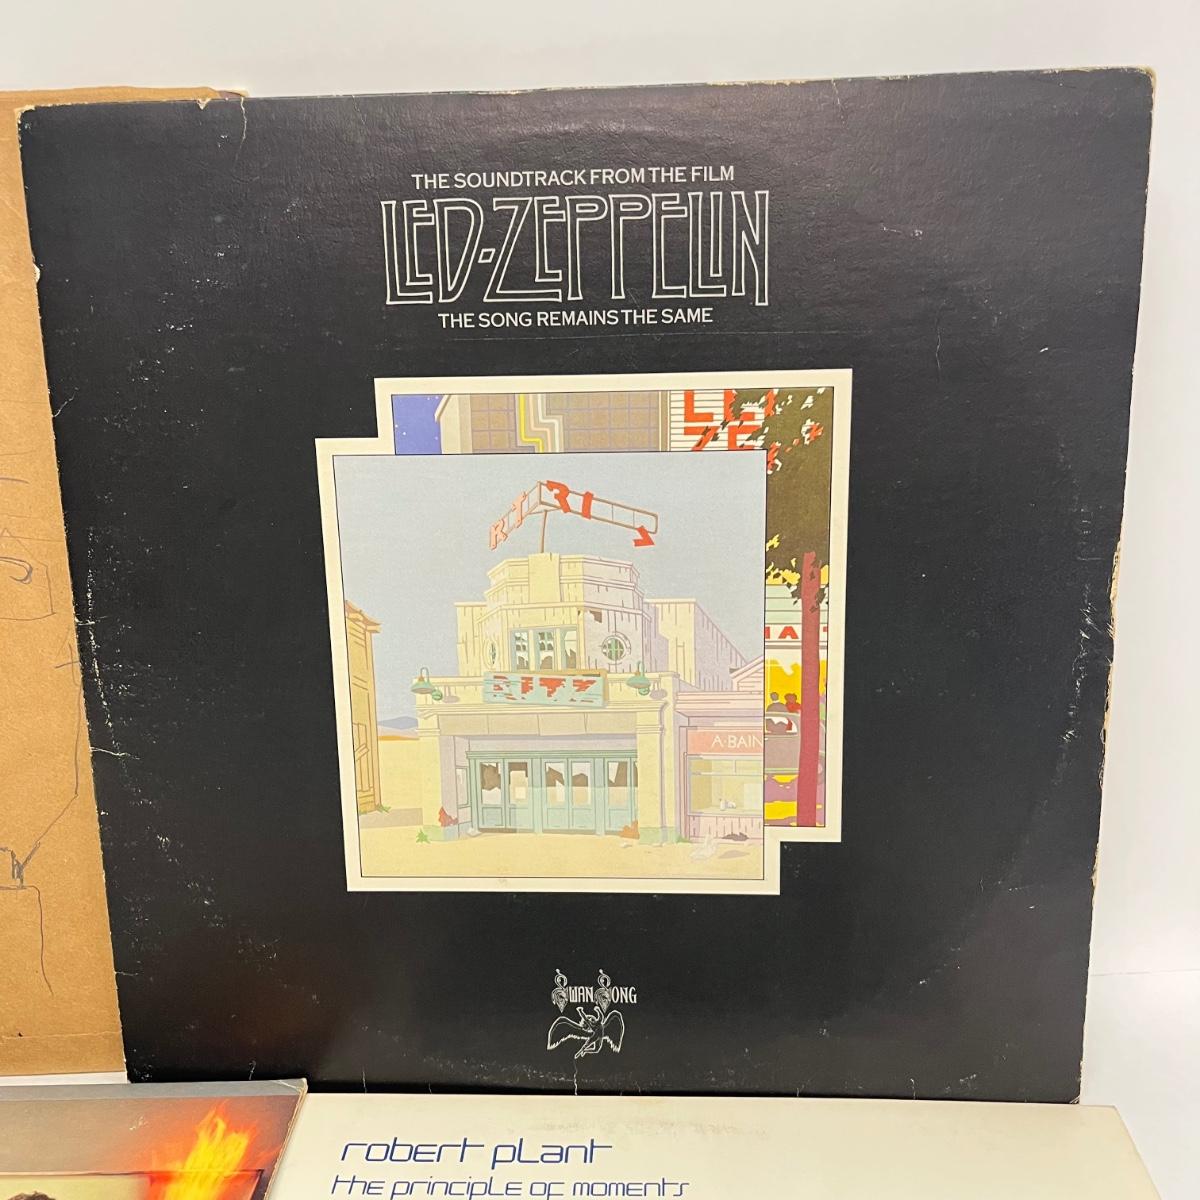 THE SOUNDTRACK FROM THE FILM
LED-ZEPPELIN
THE SONG REMAINS THE SAME
RITZ
A·BAIN
SWAN SONG
robert plant
the principle of moments